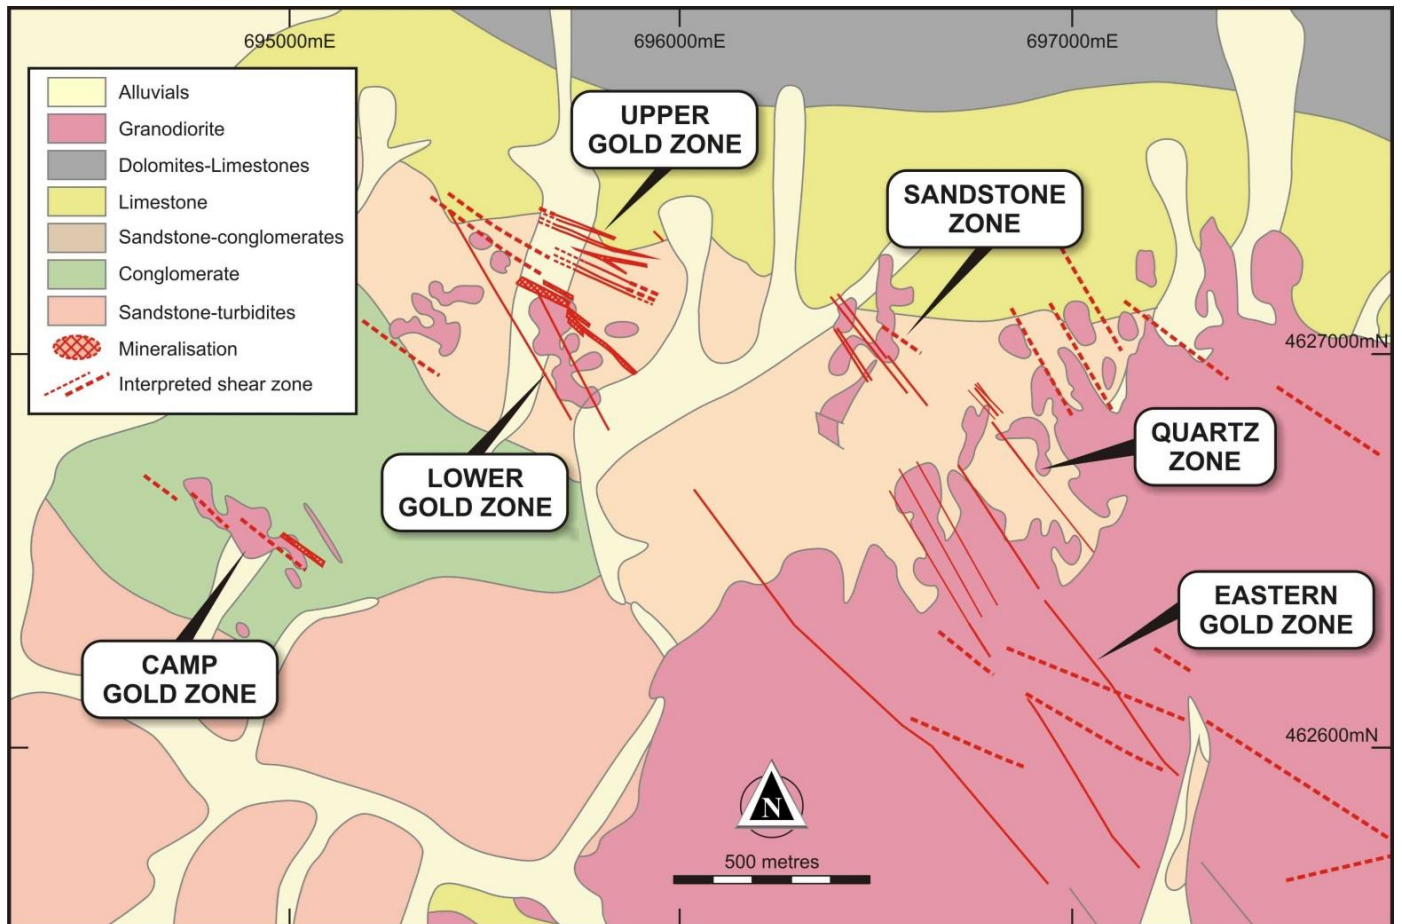 695000mE
696000mE
697000mE
Alluvials
Granodiorite
Dolomites-Limestones
Limestone
Sandstone-conglomerates
Conglomerate
Sandstone-turbidites
Mineralisation
Interpreted shear zone
UPPER
GOLD ZONE
SANDSTONE
ZONE
4627000mN
QUARTZ
ZONE
LOWER
GOLD ZONE
EASTERN
GOLD ZONE
CAMP
GOLD ZONE
462600mN
N
500 metres